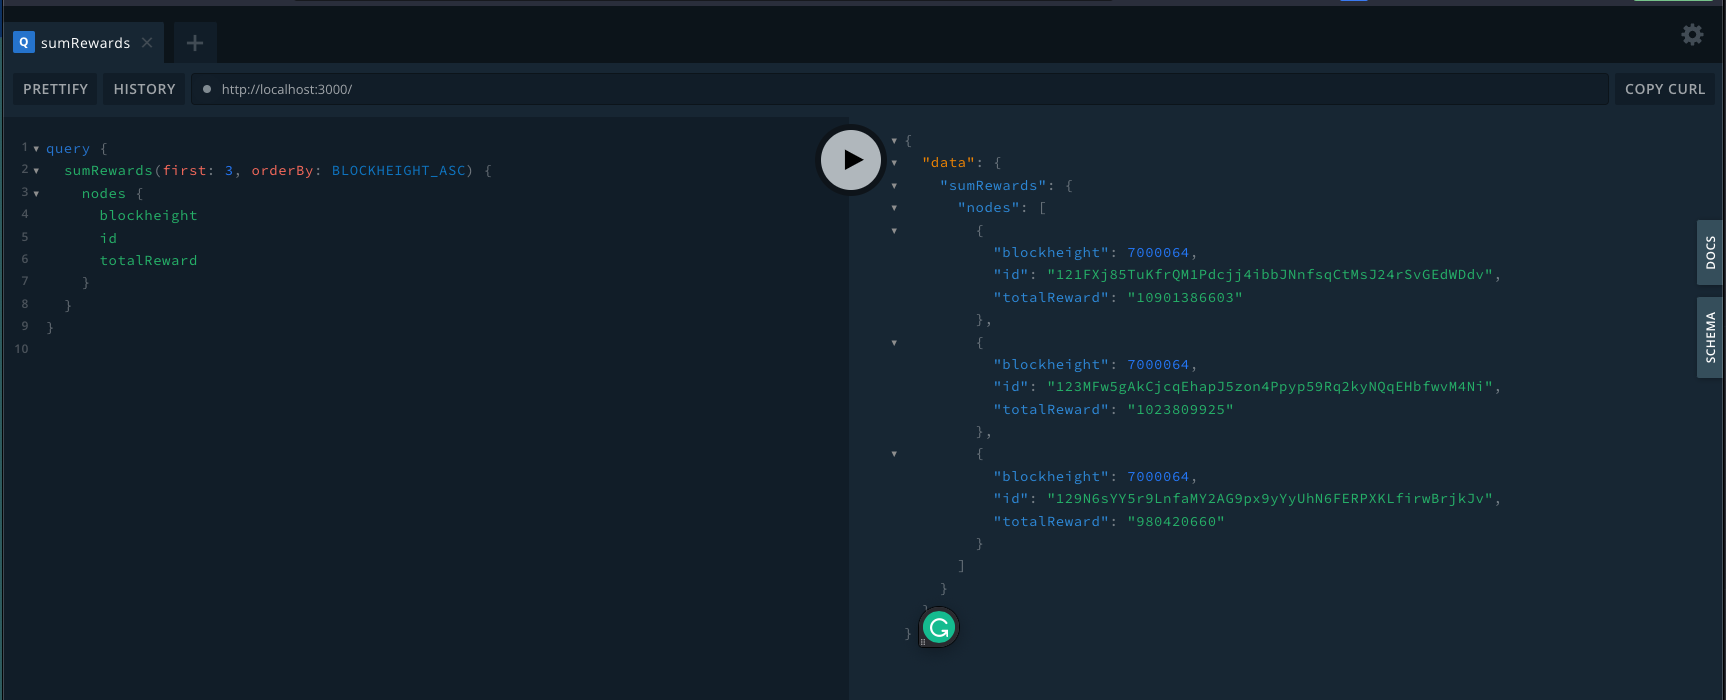 Q sumRewards
PRETTIFY HISTORY http://localhost:3000/ COPY CURL
1 query {
2 sumRewards(first: 3, orderBy: BLOCKHEIGHT_ASC) {
3 nodes {
4 blockheight
5 id
6 totalReward
7 }
8 }
9 }
10
{
"data": {
"sumRewards": {
"nodes": [
{
"blockheight": 7000064,
"id": "121FXj85TuKfrQM1Pdcjj4ibbJNnfsqCtMsJ24rSvGEdWDdv",
"totalReward": "10901386603"
},
{
"blockheight": 7000064,
"id": "123MFw5gAkCjcqEhapJ5zon4Ppyp59Rq2kyNQqEHbfwvM4Ni",
"totalReward": "1023809925"
},
{
"blockheight": 7000064,
"id": "129N6sYY5r9LnfaMY2AG9px9yYyUhN6FERPXKLfirwBrjkJv",
"totalReward": "980420660"
}
]
}
}
}
DOCS
SCHEMA